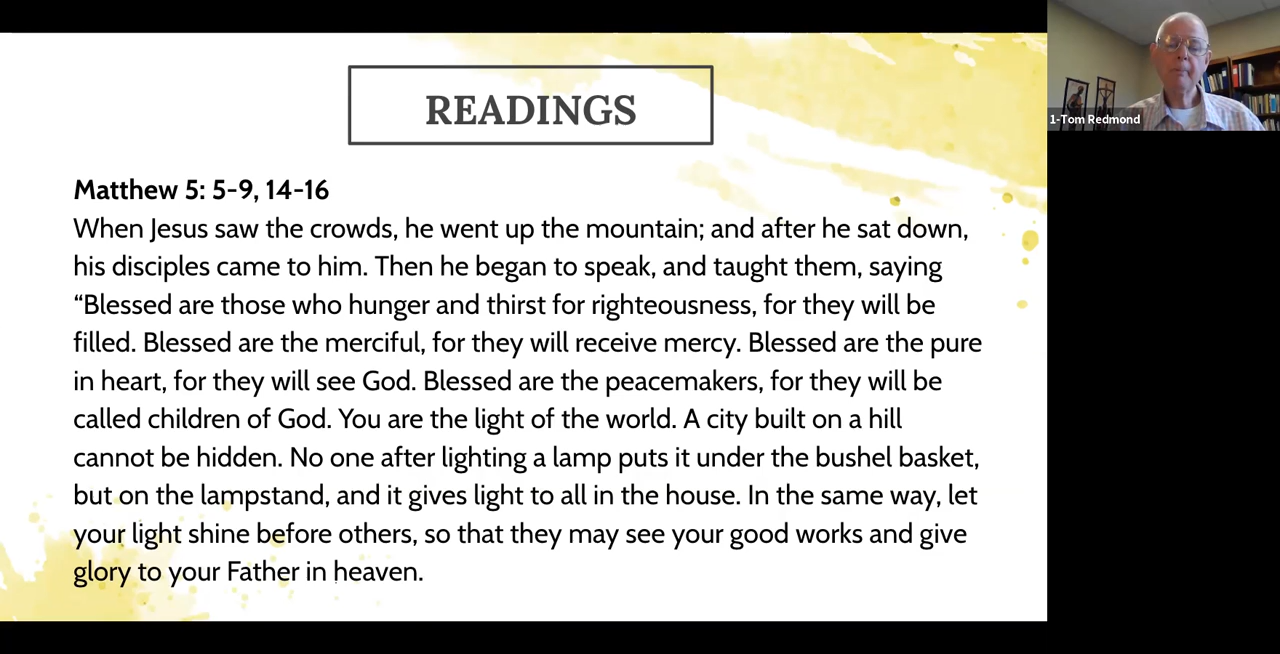 READINGS
1-Tom Redmond
Matthew 5: 5-9, 14-16
When Jesus saw the crowds, he went up the mountain; and after he sat down,
his disciples came to him. Then he began to speak, and taught them, saying
“Blessed are those who hunger and thirst for righteousness, for they will be
filled. Blessed are the merciful, for they will receive mercy. Blessed are the pure
in heart, for they will see God. Blessed are the peacemakers, for they will be
called children of God. You are the light of the world. A city built on a hill
cannot be hidden. No one after lighting a lamp puts it under the bushel basket,
but on the lampstand, and it gives light to all in the house. In the same way, let
your light shine before others, so that they may see your good works and give
glory to your Father in heaven.